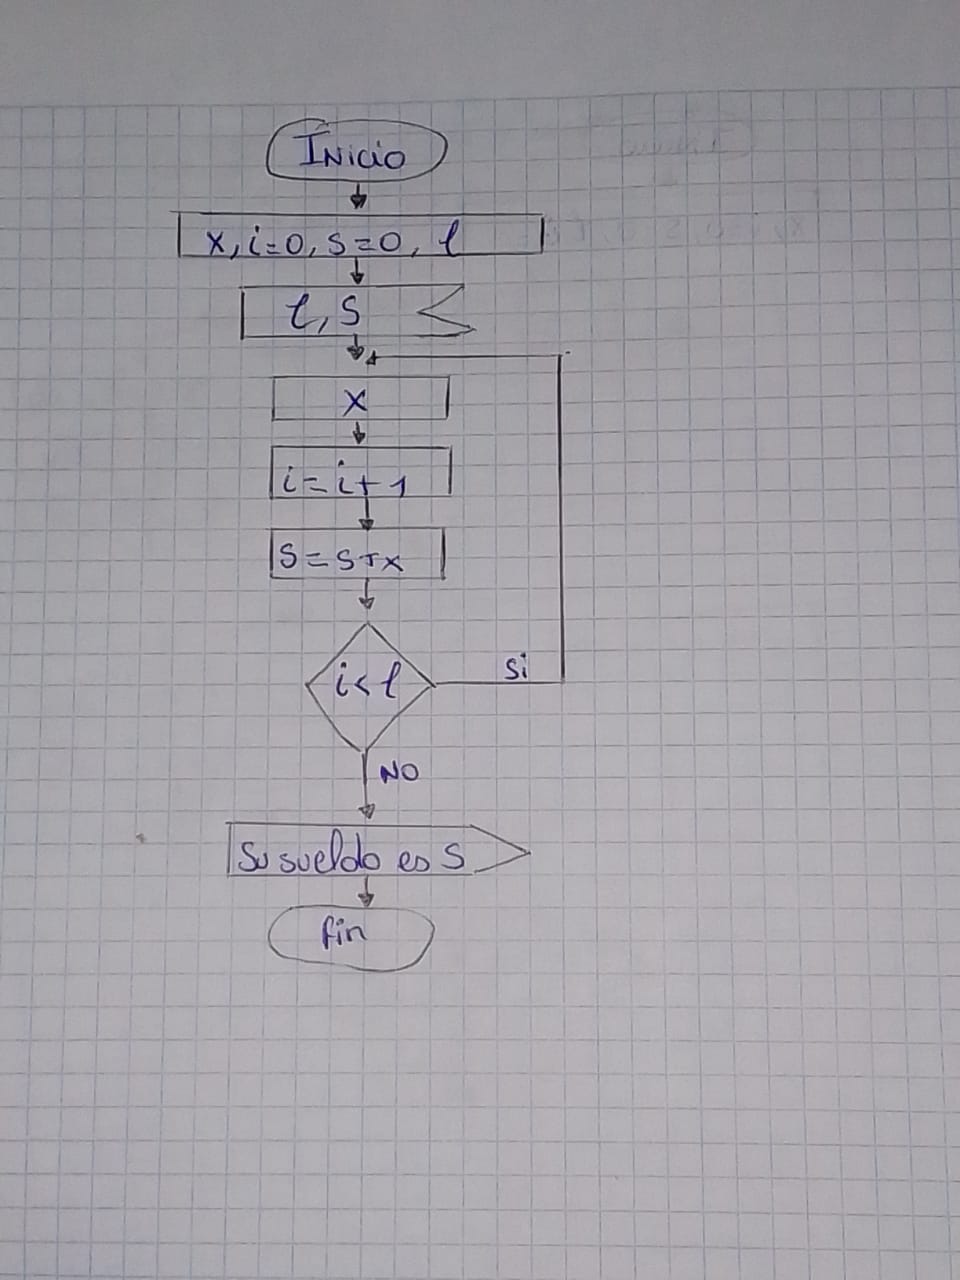 Inicio
x, i=0, s=0, l
l, s
x
i=i+1
s=s+x
i<l
si
NO
Su sueldo es s
fin